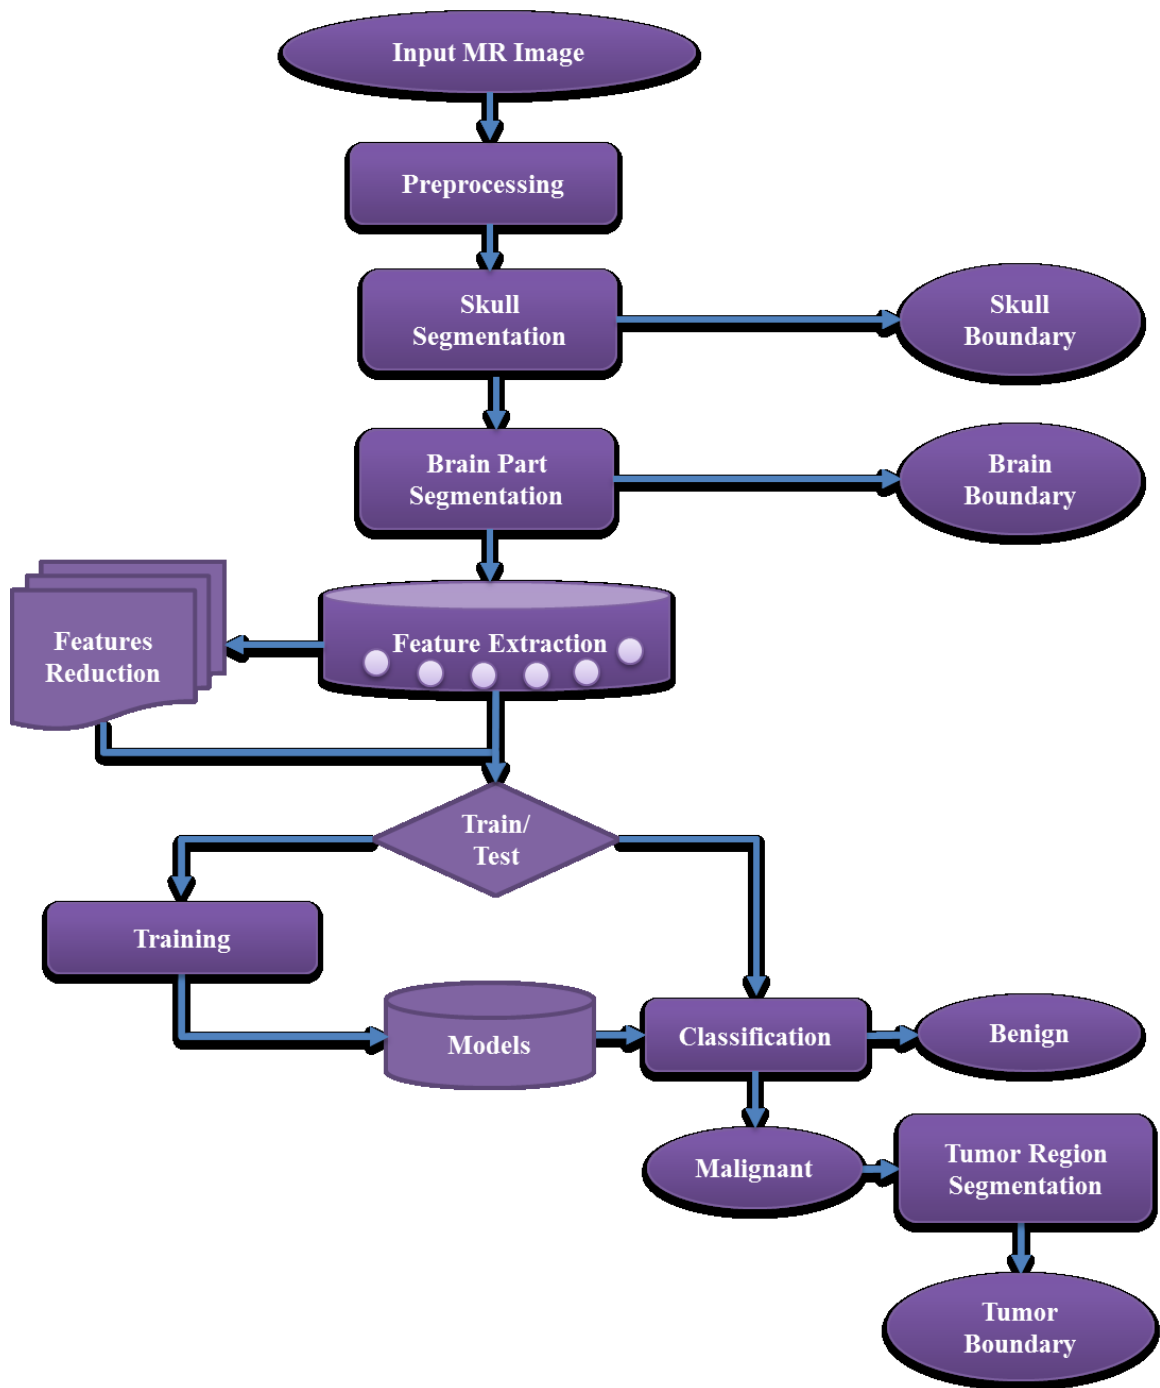 Input MR Image
Preprocessing
Skull
Segmentation
Skull
Boundary
Brain Part
Segmentation
Brain
Boundary
Features
Reduction
Feature Extraction
Train/
Test
Training
Models
Classification
Benign
Malignant
Tumor Region
Segmentation
Tumor
Boundary